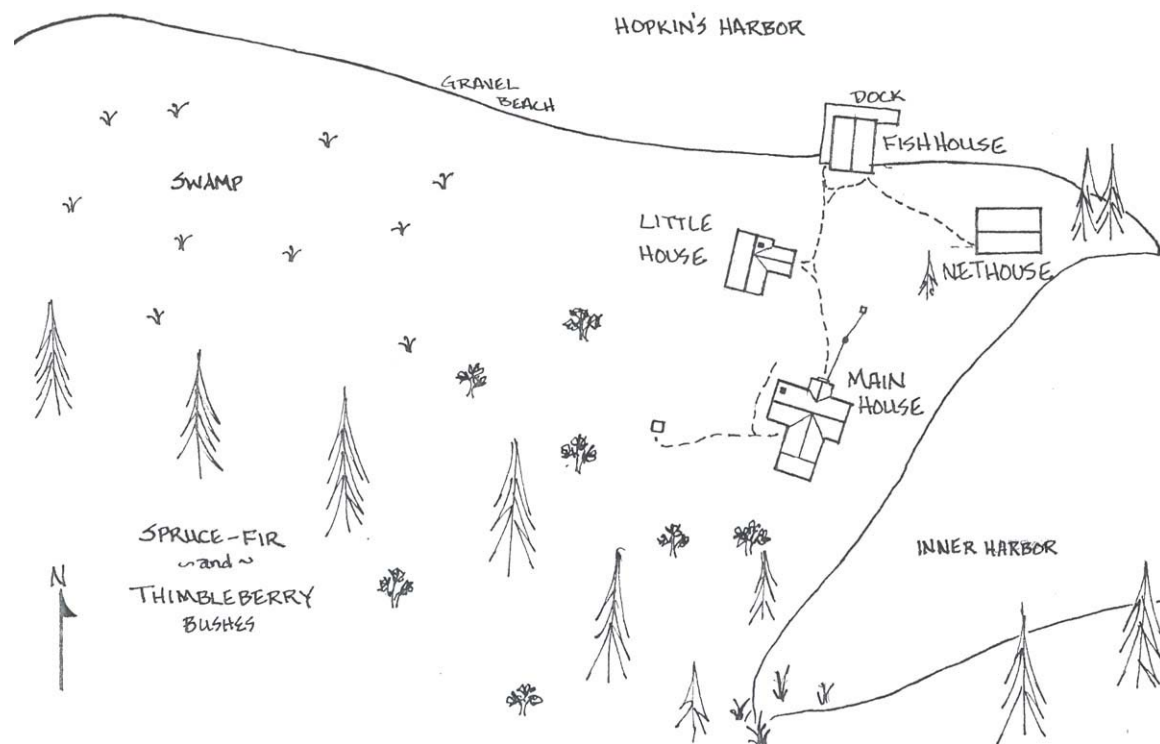 HOPKIN'S HARBOR
GRAVEL
BEACH
DOCK
FISHHOUSE
SWAMP
LITTLE
HOUSE
NETHOUSE
MAIN
HOUSE
SPRUCE-FIR
~and~
THIMBLEBERRY
BUSHES
INNER HARBOR
N